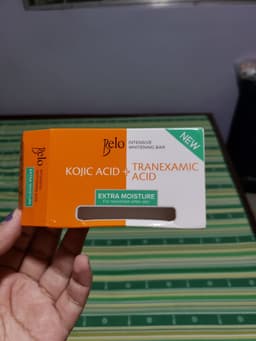 Belo
INTENSIVE
WHITENING BAR
NEW
KOJIC ACID + TRANEXAMIC
ACID
EXTRA MOISTURE
Belo
EXTRA MOISTURE